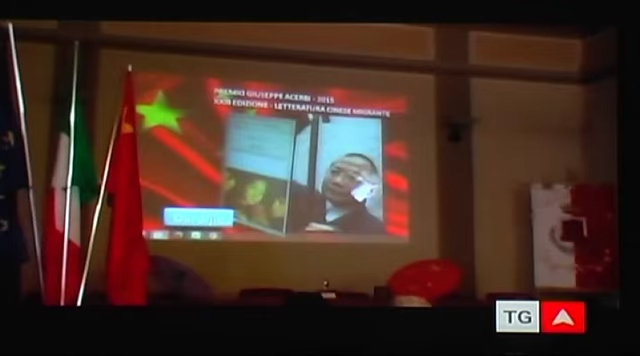 PREMIO GIUSEPPE ACERBI - 2015
XXIII EDIZIONE - LETTERATURA CINESE MIGRANTE
TG